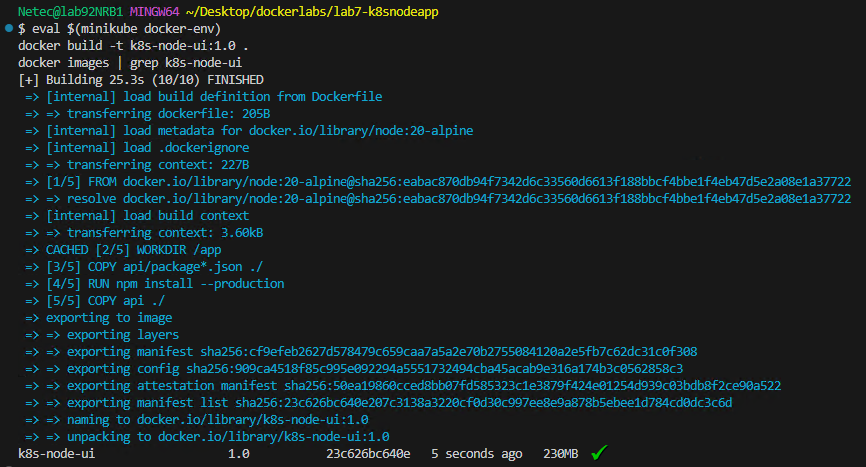 Netec@lab92NRB1 MINGW64 ~/Desktop/dockerlabs/lab7-k8snodeapp
$ eval $(minikube docker-env)
docker build -t k8s-node-ui:1.0 .
docker images | grep k8s-node-ui
[+] Building 25.3s (10/10) FINISHED
=> [internal] load build definition from Dockerfile
=> => transferring dockerfile: 205B
=> [internal] load metadata for docker.io/library/node:20-alpine
=> [internal] load .dockerignore
=> => transferring context: 227B
=> [1/5] FROM docker.io/library/node:20-alpine@sha256:eabac870db94f7342d6c33560d6613f188bbcf4bbe1f4eb47d5e2a08e1a37722
=> => resolve docker.io/library/node:20-alpine@sha256:eabac870db94f7342d6c33560d6613f188bbcf4bbe1f4eb47d5e2a08e1a37722
=> [internal] load build context
=> => transferring context: 3.60kB
=> CACHED [2/5] WORKDIR /app
=> [3/5] COPY api/package*.json ./
=> [4/5] RUN npm install --production
=> [5/5] COPY api ./
=> exporting to image
=> => exporting layers
=> => exporting manifest sha256:cf9efeb2627d578479c659caa7a5a2e70b2755084120a2e5fb7c62dc31c0f308
=> => exporting config sha256:909ca4518f85c995e092294a5551732494cba45acab9e316a174b3c0562858c3
=> => exporting attestation manifest sha256:50ea19860cced8bb07fd585323c1e3879f424e01254d939c03bdb8f2ce90a522
=> => exporting manifest list sha256:23c626bc640e207c3138a3220cf0d30c997ee8e9a878b5ebee1d784cd0dc3c6d
=> => naming to docker.io/library/k8s-node-ui:1.0
=> => unpacking to docker.io/library/k8s-node-ui:1.0
k8s-node-ui 1.0 23c626bc640e 5 seconds ago 230MB